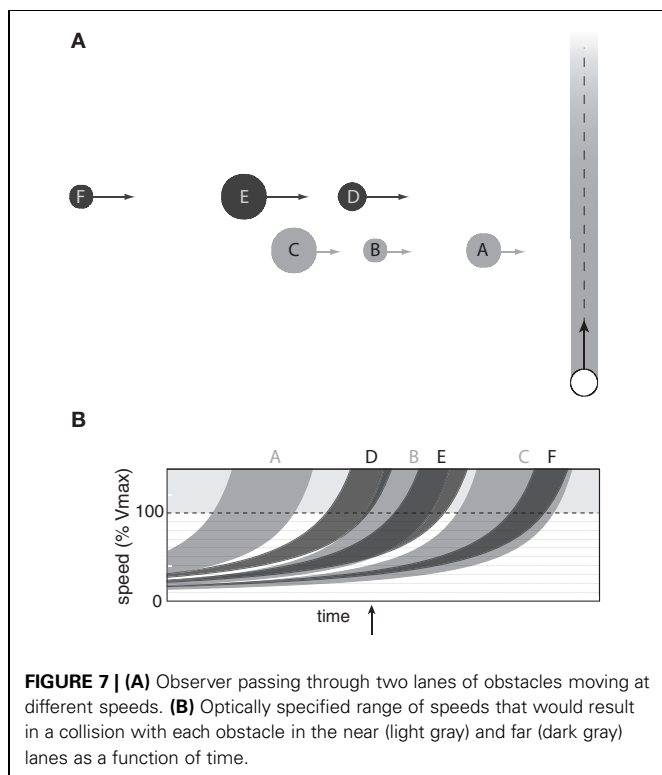 A
F
E
D
C
B
A
B
A D B E C F
speed (% Vmax)
100
0
time
FIGURE 7 | (A) Observer passing through two lanes of obstacles moving at
different speeds. (B) Optically specified range of speeds that would result
in a collision with each obstacle in the near (light gray) and far (dark gray)
lanes as a function of time.